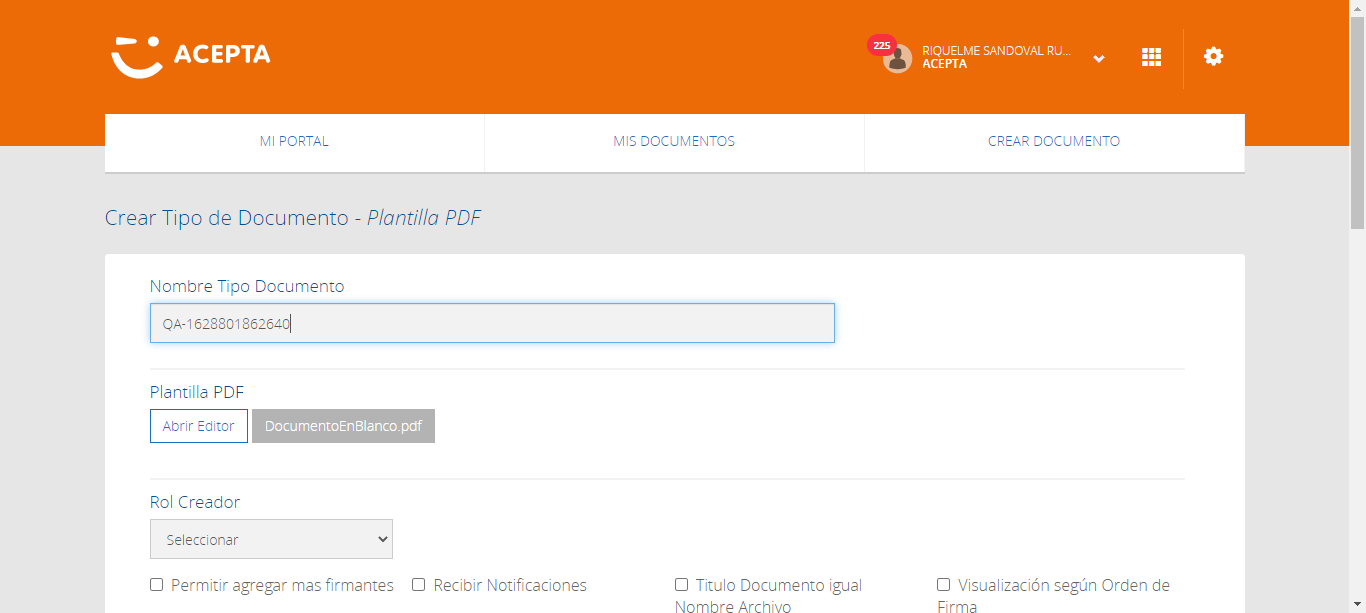 ACEPTA
225
RIQUELME SANDOVAL RU...
ACEPTA
MI PORTAL
MIS DOCUMENTOS
CREAR DOCUMENTO
Crear Tipo de Documento - Plantilla PDF
Nombre Tipo Documento
QA-1628801862640
Plantilla PDF
Abrir Editor
DocumentoEnBlanco.pdf
Rol Creador
Seleccionar
Permitir agregar mas firmantes
Recibir Notificaciones
Titulo Documento igual
Nombre Archivo
Visualización según Orden de
Firma